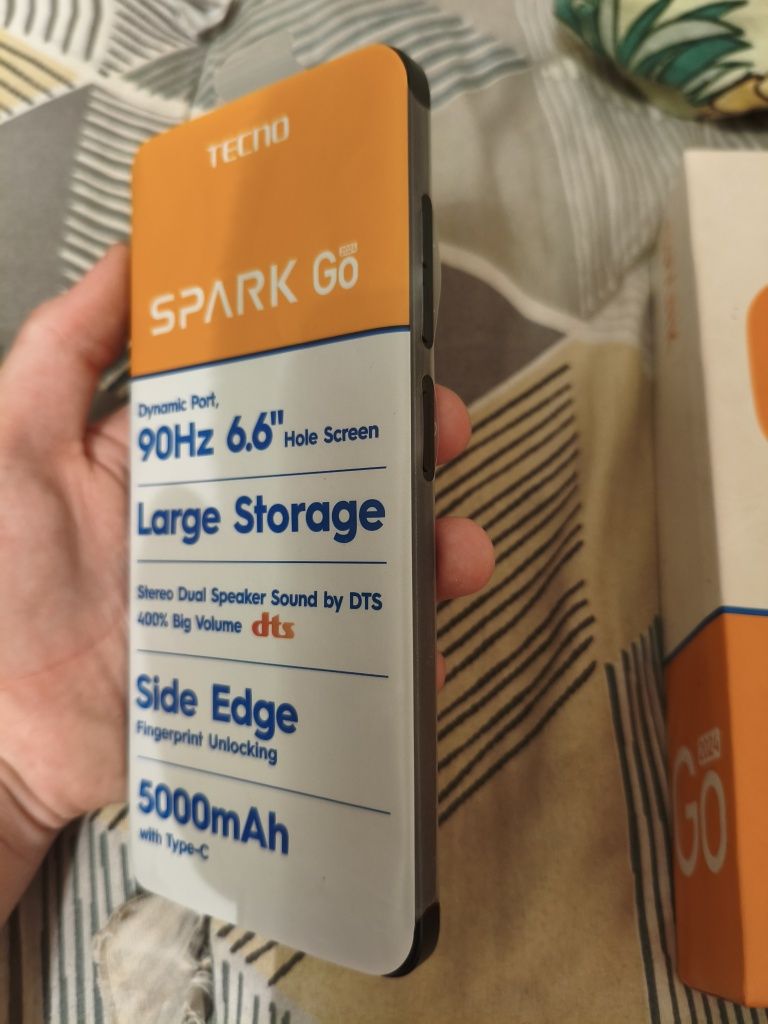 TECNO
SPARK Go 2024
Dynamic Port,
90Hz 6.6" Hole Screen
Large Storage
Stereo Dual Speaker Sound by DTS
400% Big Volume dts
Side Edge
Fingerprint Unlocking
5000mAh
with Type-C
Go 2024